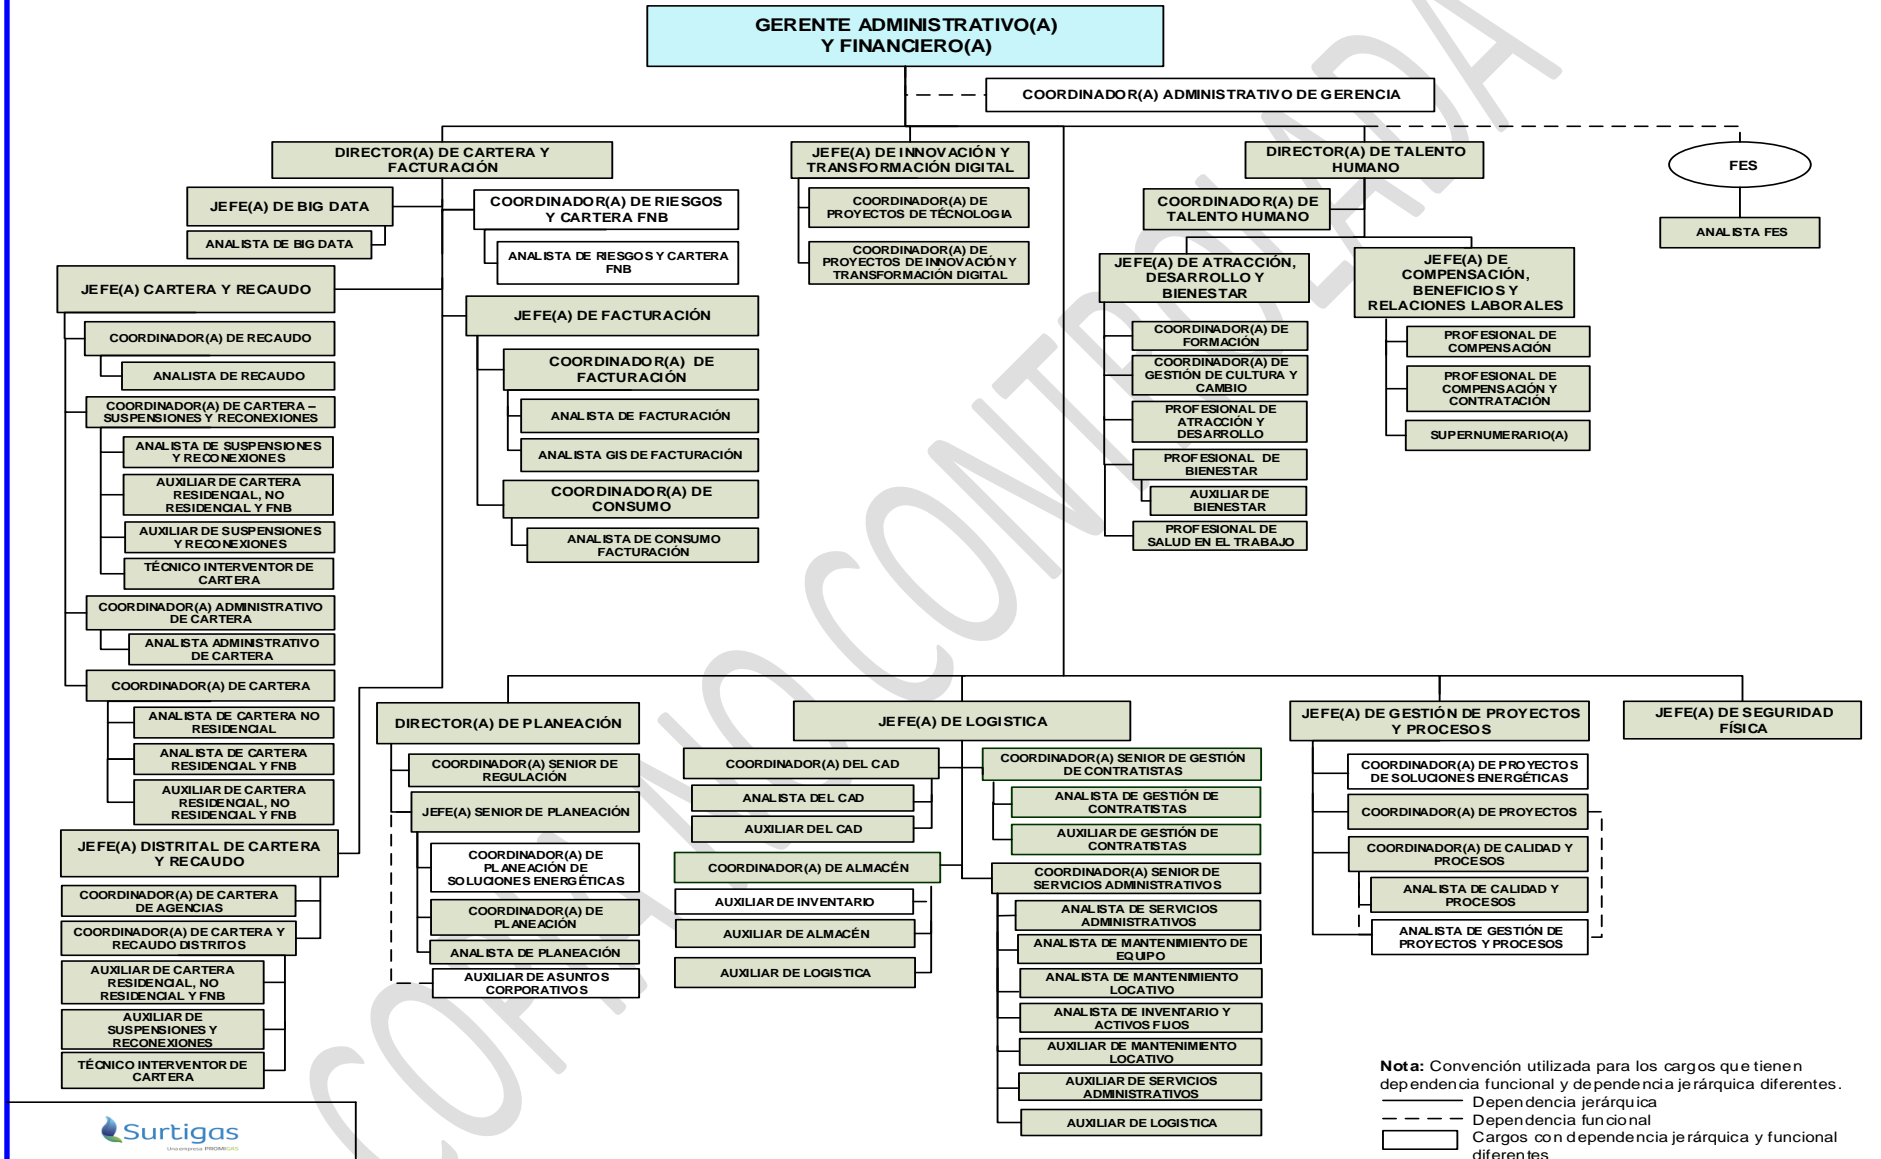 GERENTE ADMINISTRATIVO(A)
Y FINANCIERO(A)
COORDINADOR(A) ADMINISTRATIVO DE GERENCIA
DIRECTOR(A) DE CARTERA Y
FACTURACIÓN
JEFE(A) DE BIG DATA
ANALISTA DE BIG DATA
COORDINADOR(A) DE RIESGOS
Y CARTERA FNB
ANALISTA DE RIESGOS Y CARTERA
FNB
JEFE(A) CARTERA Y RECAUDO
COORDINADOR(A) DE RECAUDO
ANALISTA DE RECAUDO
COORDINADOR(A) DE CARTERA –
SUSPENSIONES Y RECONEXIONES
ANALISTA DE SUSPENSIONES
Y RECONEXIONES
AUXILIAR DE CARTERA
RESIDENCIAL, NO
RESIDENCIAL Y FNB
AUXILIAR DE SUSPENSIONES
Y RECONEXIONES
TÉCNICO INTERVENTOR DE
CARTERA
COORDINADOR(A) ADMINISTRATIVO
DE CARTERA
ANALISTA ADMINISTRATIVO
DE CARTERA
COORDINADOR(A) DE CARTERA
ANALISTA DE CARTERA NO
RESIDENCIAL
ANALISTA DE CARTERA
RESIDENCIAL Y FNB
AUXILIAR DE CARTERA
RESIDENCIAL, NO
RESIDENCIAL Y FNB
JEFE(A) DISTRITAL DE CARTERA
Y RECAUDO
COORDINADOR(A) DE CARTERA
DE AGENCIAS
COORDINADOR(A) DE CARTERA Y
RECAUDO DISTRITOS
AUXILIAR DE CARTERA
RESIDENCIAL, NO
RESIDENCIAL Y FNB
AUXILIAR DE
SUSPENSIONES Y
RECONEXIONES
TÉCNICO INTERVENTOR DE
CARTERA
JEFE(A) DE FACTURACIÓN
COORDINADOR(A) DE
FACTURACIÓN
ANALISTA DE FACTURACIÓN
ANALISTA GIS DE FACTURACIÓN
COORDINADOR(A) DE
CONSUMO
ANALISTA DE CONSUMO
FACTURACIÓN
JEFE(A) DE INNOVACIÓN Y
TRANSFORMACIÓN DIGITAL
COORDINADOR(A) DE
PROYECTOS DE TÉCNOLOGIA
COORDINADOR(A) DE
PROYECTOS DE INNOVACIÓN Y
TRANSFORMACIÓN DIGITAL
DIRECTOR(A) DE TALENTO
HUMANO
COORDINADOR(A) DE
TALENTO HUMANO
JEFE(A) DE ATRACCIÓN,
DESARROLLO Y
BIENESTAR
COORDINADOR(A) DE
FORMACIÓN
COORDINADOR(A) DE
GESTIÓN DE CULTURA Y
CAMBIO
PROFESIONAL DE
ATRACCIÓN Y
DESARROLLO
PROFESIONAL DE
BIENESTAR
AUXILIAR DE
BIENESTAR
PROFESIONAL DE
SALUD EN EL TRABAJO
JEFE(A) DE
COMPENSACIÓN,
BENEFICIOS Y
RELACIONES LABORALES
PROFESIONAL DE
COMPENSACIÓN
PROFESIONAL DE
COMPENSACIÓN Y
CONTRATACIÓN
SUPERNUMERARIO(A)
FES
ANALISTA FES
DIRECTOR(A) DE PLANEACIÓN
COORDINADOR(A) SENIOR DE
REGULACIÓN
JEFE(A) SENIOR DE PLANEACIÓN
COORDINADOR(A) DE
PLANEACIÓN DE
SOLUCIONES ENERGÉTICAS
COORDINADOR(A) DE
PLANEACIÓN
ANALISTA DE PLANEACIÓN
AUXILIAR DE ASUNTOS
CORPORATIVOS
JEFE(A) DE LOGISTICA
COORDINADOR(A) DEL CAD
ANALISTA DEL CAD
AUXILIAR DEL CAD
COORDINADOR(A) DE ALMACÉN
AUXILIAR DE INVENTARIO
AUXILIAR DE ALMACÉN
AUXILIAR DE LOGISTICA
COORDINADOR(A) SENIOR DE GESTIÓN
DE CONTRATISTAS
ANALISTA DE GESTIÓN DE
CONTRATISTAS
AUXILIAR DE GESTIÓN DE
CONTRATISTAS
COORDINADOR(A) SENIOR DE
SERVICIOS ADMINISTRATIVOS
ANALISTA DE SERVICIOS
ADMINISTRATIVOS
ANALISTA DE MANTENIMIENTO DE
EQUIPO
ANALISTA DE MANTENIMIENTO
LOCATIVO
ANALISTA DE INVENTARIO Y
ACTIVOS FIJOS
AUXILIAR DE MANTENIMIENTO
LOCATIVO
AUXILIAR DE SERVICIOS
ADMINISTRATIVOS
AUXILIAR DE LOGISTICA
JEFE(A) DE GESTIÓN DE PROYECTOS
Y PROCESOS
COORDINADOR(A) DE PROYECTOS
DE SOLUCIONES ENERGÉTICAS
COORDINADOR(A) DE PROYECTOS
COORDINADOR(A) DE CALIDAD Y
PROCESOS
ANALISTA DE CALIDAD Y
PROCESOS
ANALISTA DE GESTIÓN DE
PROYECTOS Y PROCESOS
JEFE(A) DE SEGURIDAD
FÍSICA
COPIA NO CONTROLADA
Nota: Convención utilizada para los cargos que tienen
dependencia funcional y dependencia jerárquica diferentes.
Dependencia jerárquica
Dependencia funcional
Cargos con dependencia jerárquica y funcional
diferentes
Surtigas
Una empresa PROMIGAS